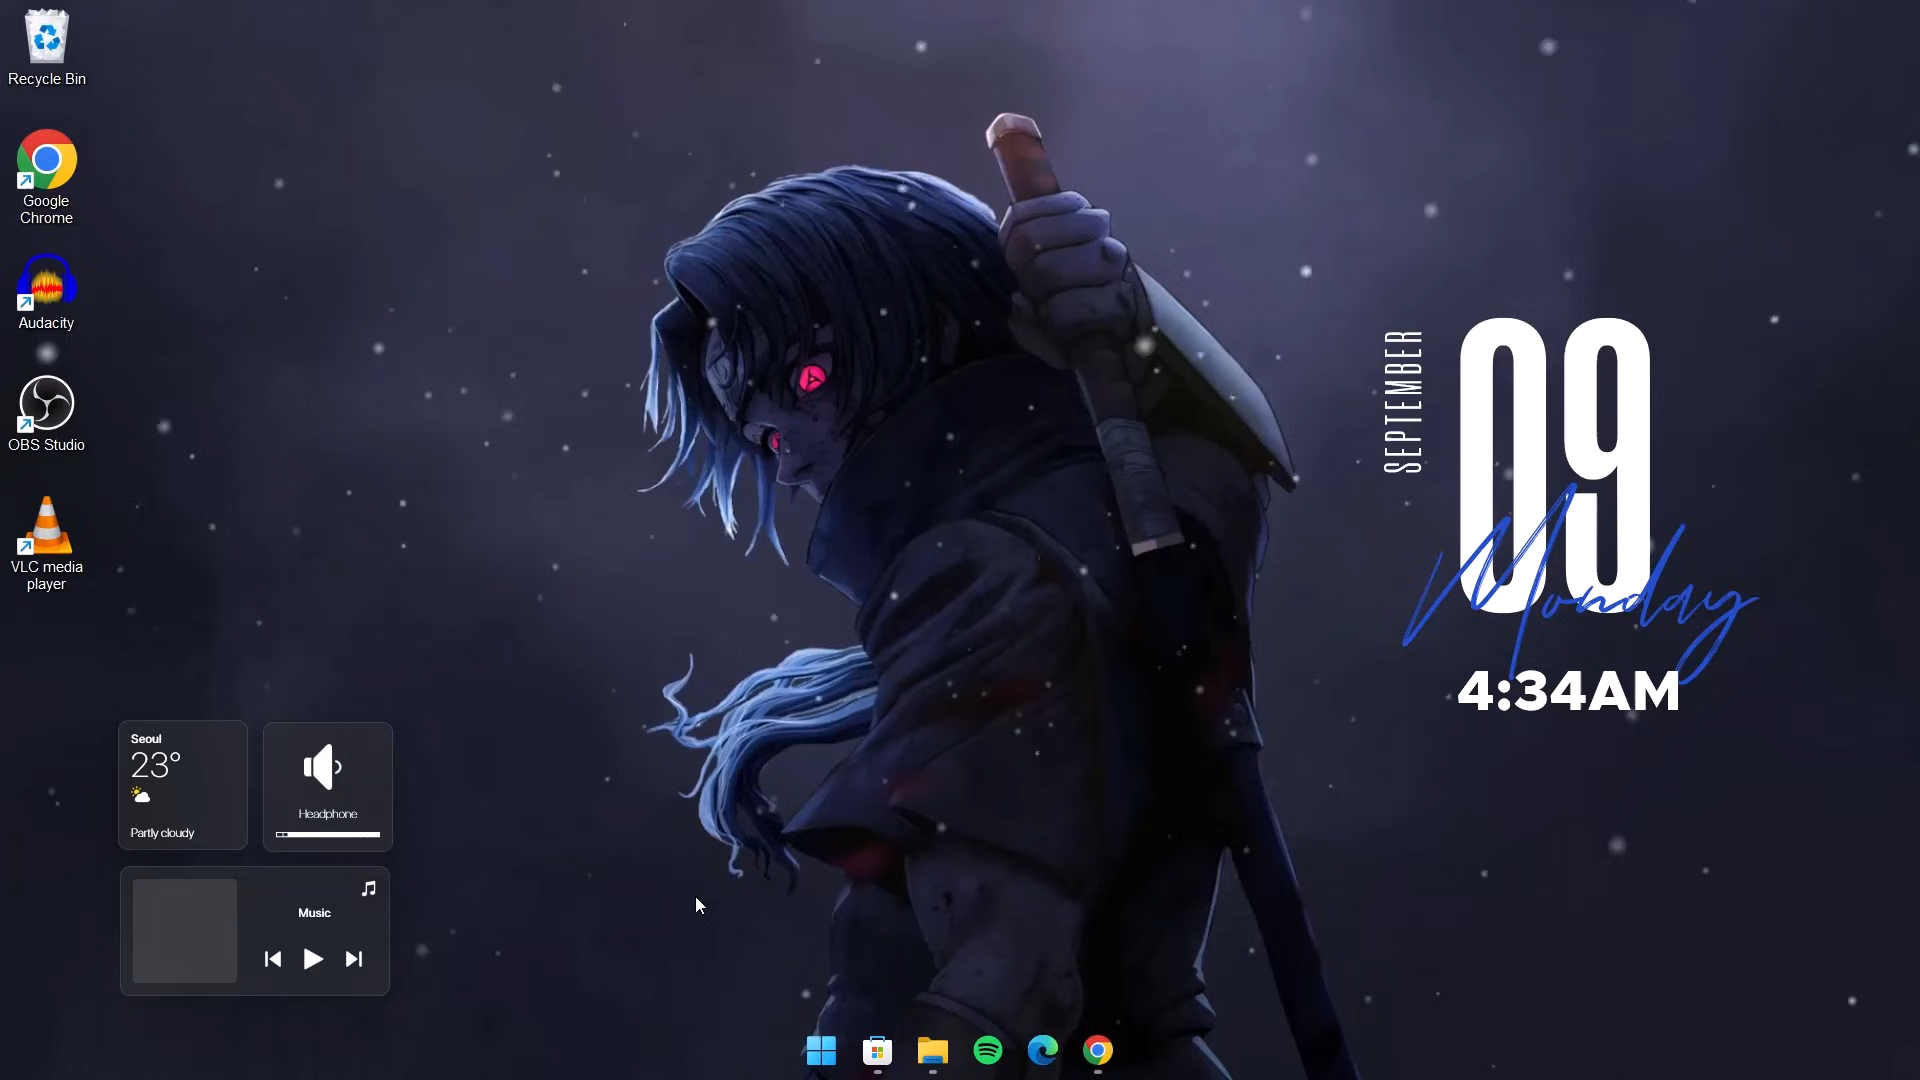 Recycle Bin
Google
Chrome
Audacity
OBS Studio
VLC media
player
SEPTEMBER
09
Monday
4:34AM
Seoul
23°
Partly cloudy
Headphone
Music